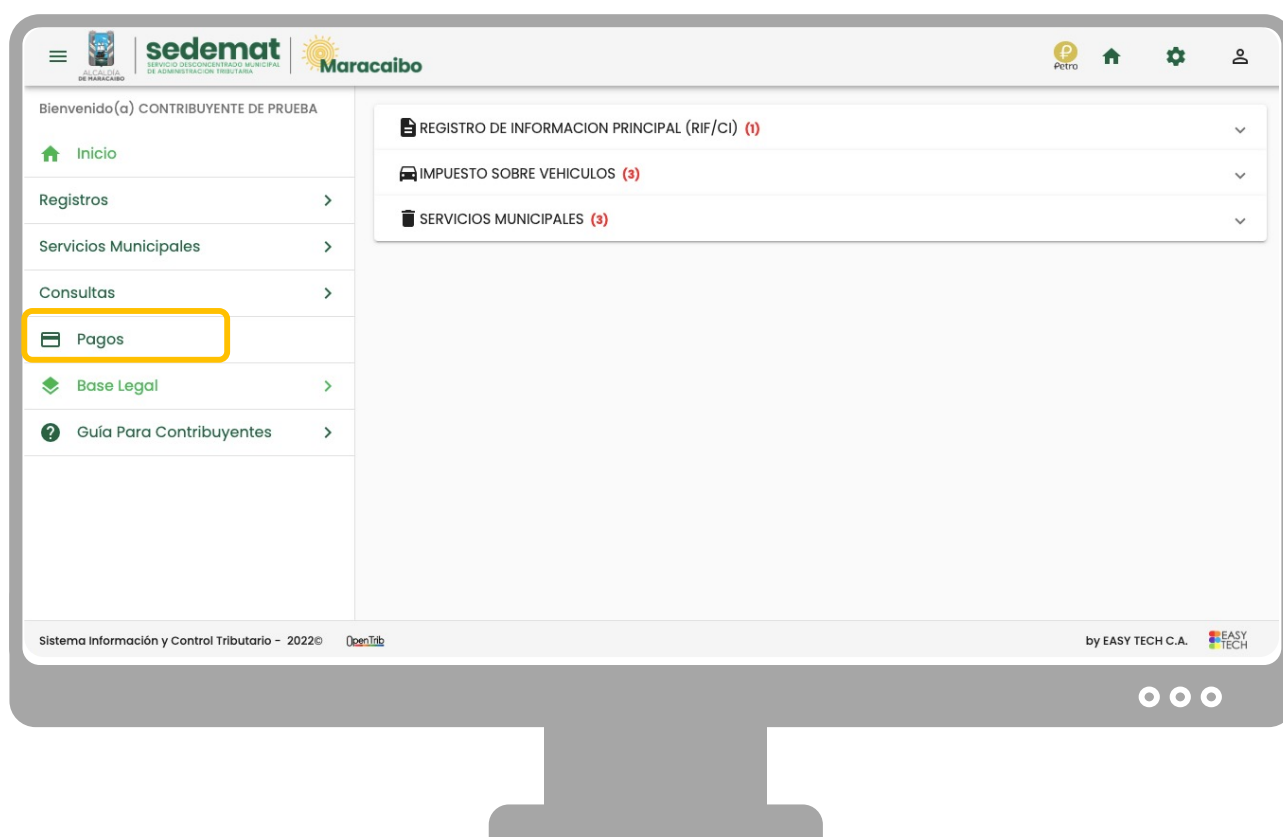 ALCALDÍA
DE MARACAIBO
sedemat
SERVICIO DESCONCENTRADO MUNICIPAL
DE ADMINISTRACION TRIBUTARIA
Maracaibo
Petro
Bienvenido(a) CONTRIBUYENTE DE PRUEBA
Inicio
Registros
Servicios Municipales
Consultas
Pagos
Base Legal
Guía Para Contribuyentes
REGISTRO DE INFORMACION PRINCIPAL (RIF/CI) (1)
IMPUESTO SOBRE VEHICULOS (3)
SERVICIOS MUNICIPALES (3)
Sistema Información y Control Tributario - 2022© OpenTrib
by EASY TECH C.A. EASY
TECH